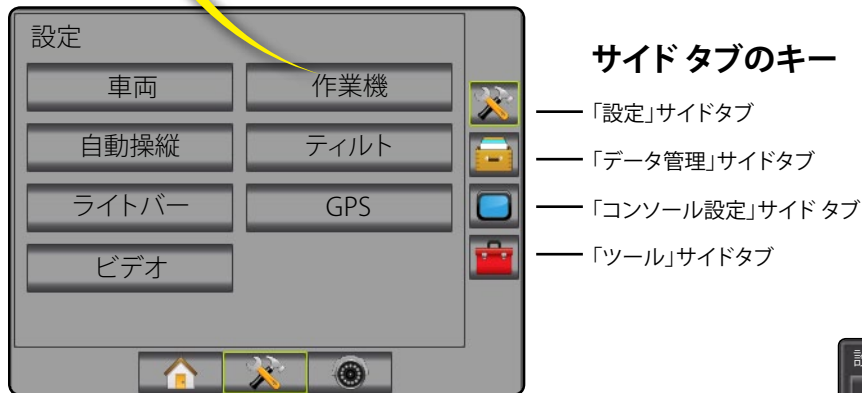 設定
車両
作業機
自動操縦
ティルト
ライトバー
GPS
ビデオ
サイド タブのキー
「設定」サイドタブ
「データ管理」サイドタブ
「コンソール設定」サイド タブ
「ツール」サイドタブ